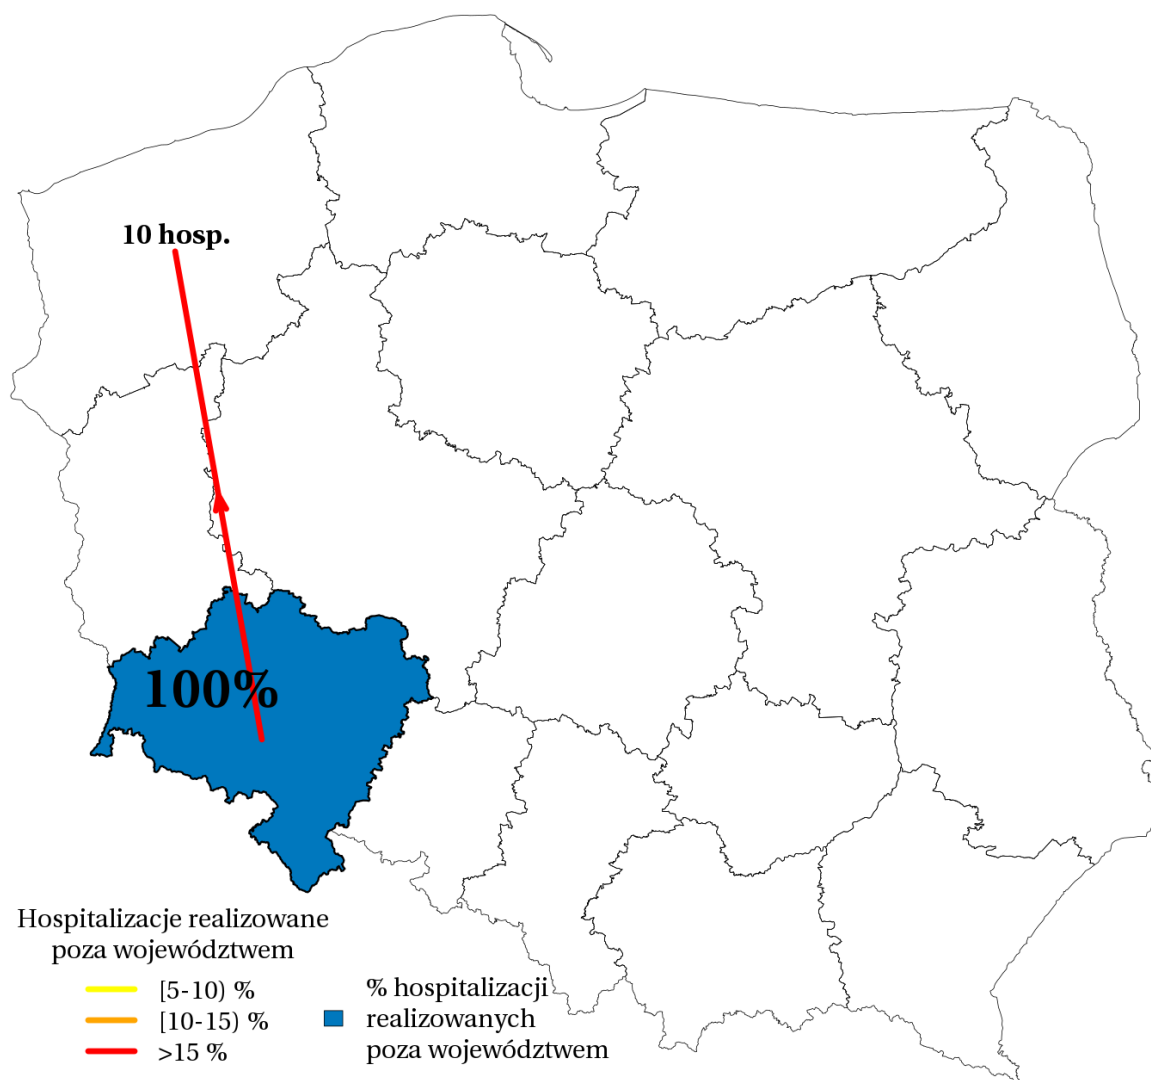 10 hosp.
100%
Hospitalizacje realizowane
poza województwem
[5-10) %
[10-15) %
>15 %
% hospitalizacji
realizowanych
poza województwem